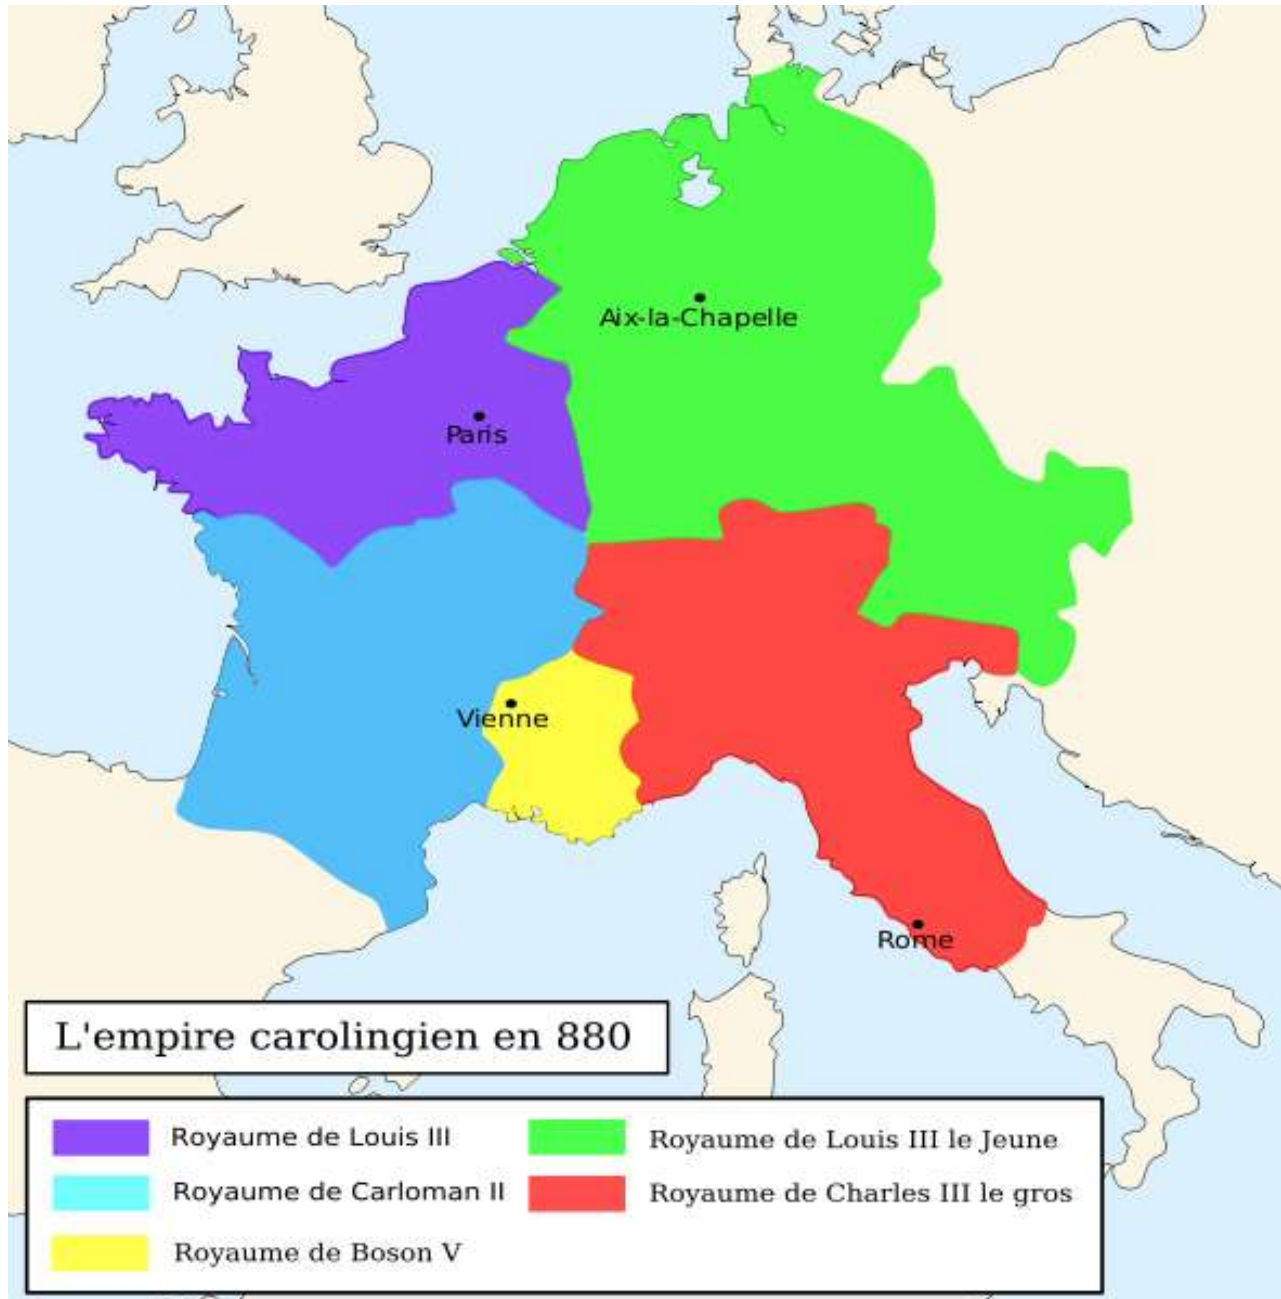 Aix-la-Chapelle
Paris
Vienne
Rome
L'empire carolingien en 880
Royaume de Louis III
Royaume de Louis III le Jeune
Royaume de Carloman II
Royaume de Charles III le gros
Royaume de Boson V